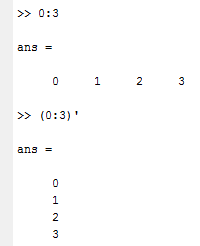 >> 0:3
ans =
0 1 2 3
>> (0:3)'
ans =
0
1
2
3